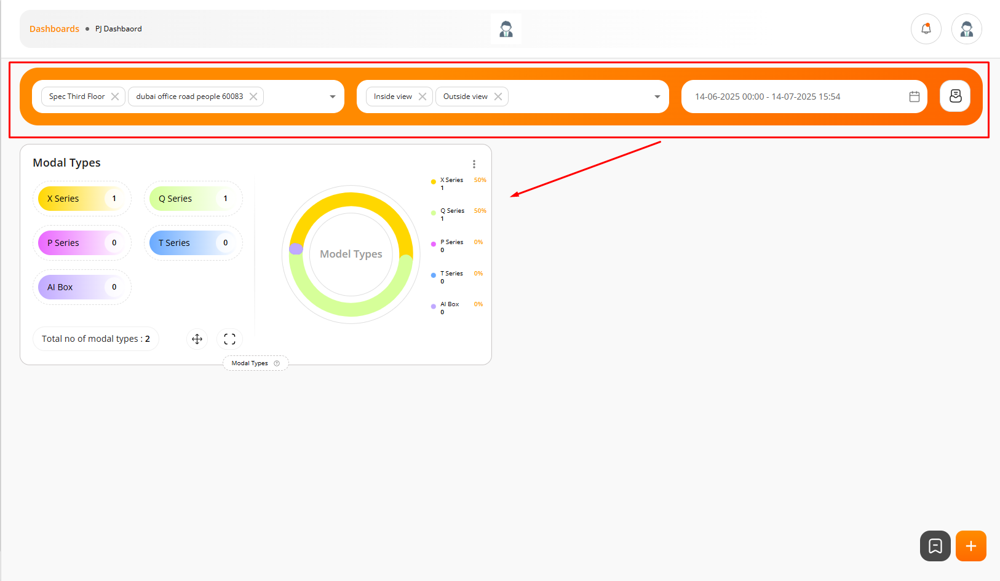 Dashboards • PJ Dashbaord
Spec Third Floor dubai office road people 60083
Inside view Outside view
14-06-2025 00:00 - 14-07-2025 15:54
Modal Types
X Series 1
Q Series 1
P Series 0
T Series 0
AI Box 0
Total no of modal types : 2
Model Types
X Series 50%
1
Q Series 50%
1
P Series 0%
0
T Series 0%
0
AI Box 0%
0
Modal Types